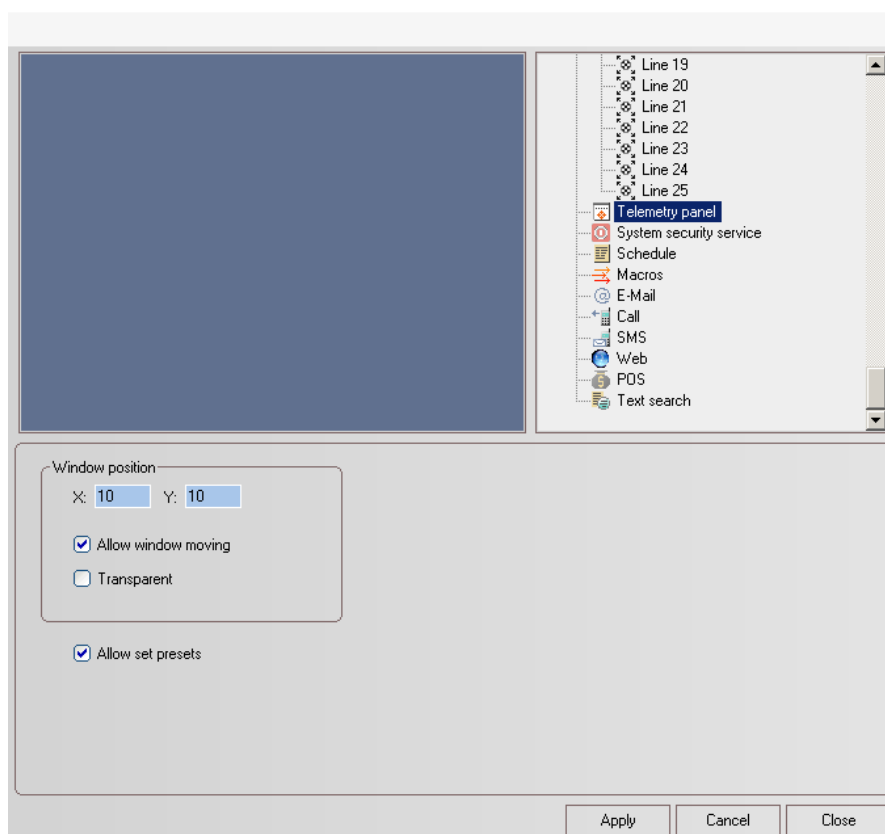 Line 19
Line 20
Line 21
Line 22
Line 23
Line 24
Line 25
Telemetry panel
System security service
Schedule
Macros
E-Mail
Call
SMS
Web
POS
Text search
Window position
X: 10 Y: 10
Allow window moving
Transparent
Allow set presets
Apply Cancel Close